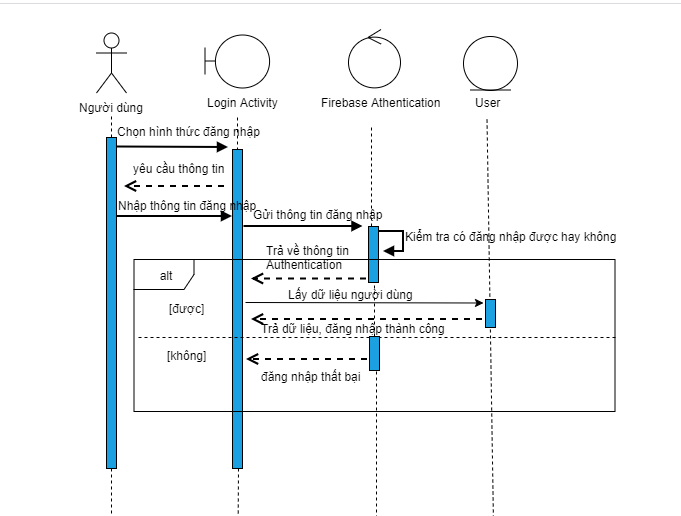 Người dùng
Login Activity
Firebase Athentication
User
Chọn hình thức đăng nhập
yêu cầu thông tin
Nhập thông tin đăng nhập
Gửi thông tin đăng nhập
Kiểm tra có đăng nhập được hay không
Trả về thông tin
Authentication
alt
Lấy dữ liệu người dùng
[được]
Trả dữ liệu, đăng nhập thành công
[không]
đăng nhập thất bại